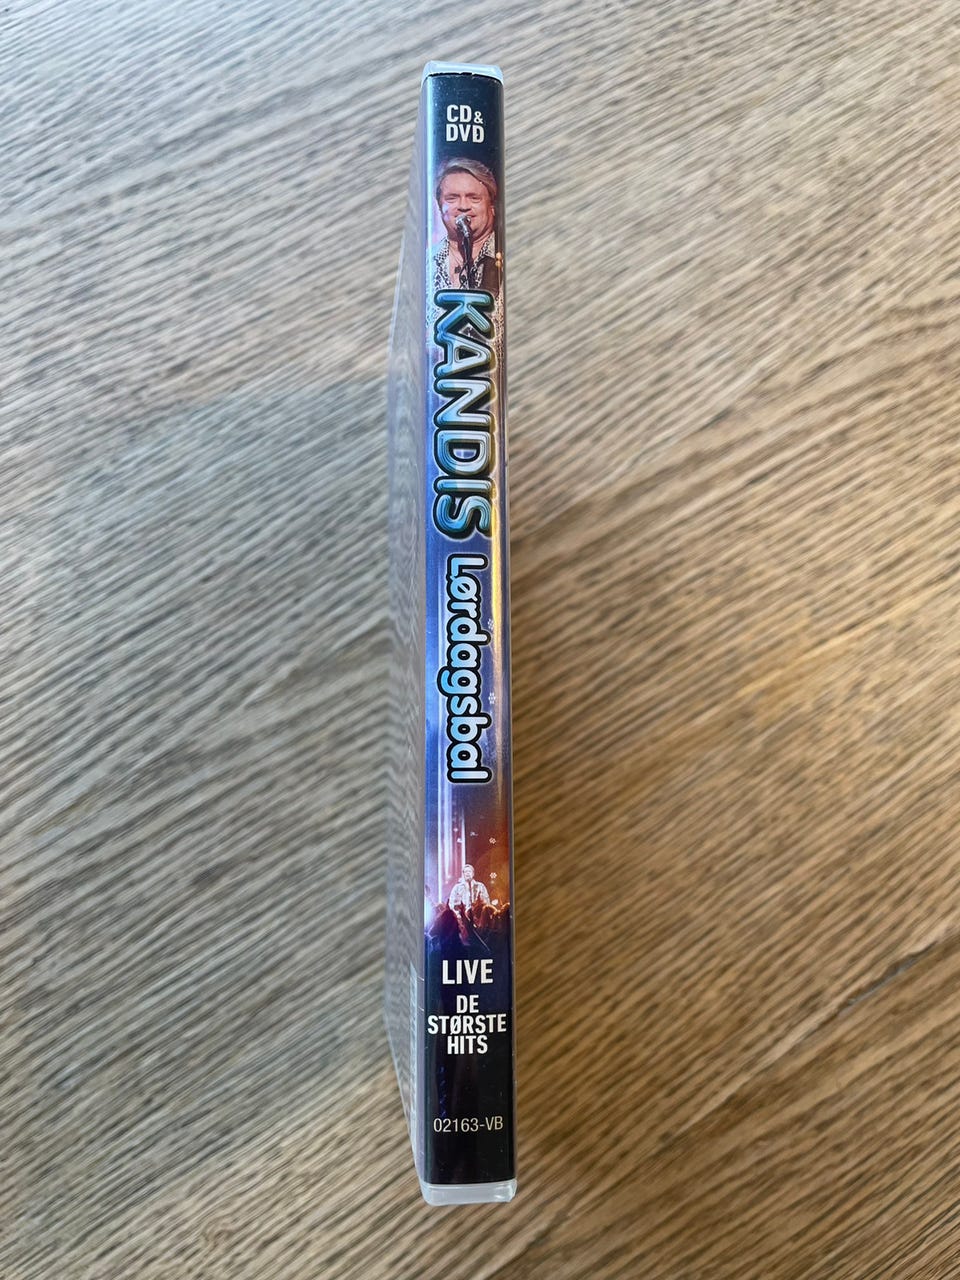 CD&
DVD
KANDIS
Lørdagsbal
LIVE
DE
STØRSTE
HITS
02163-VB